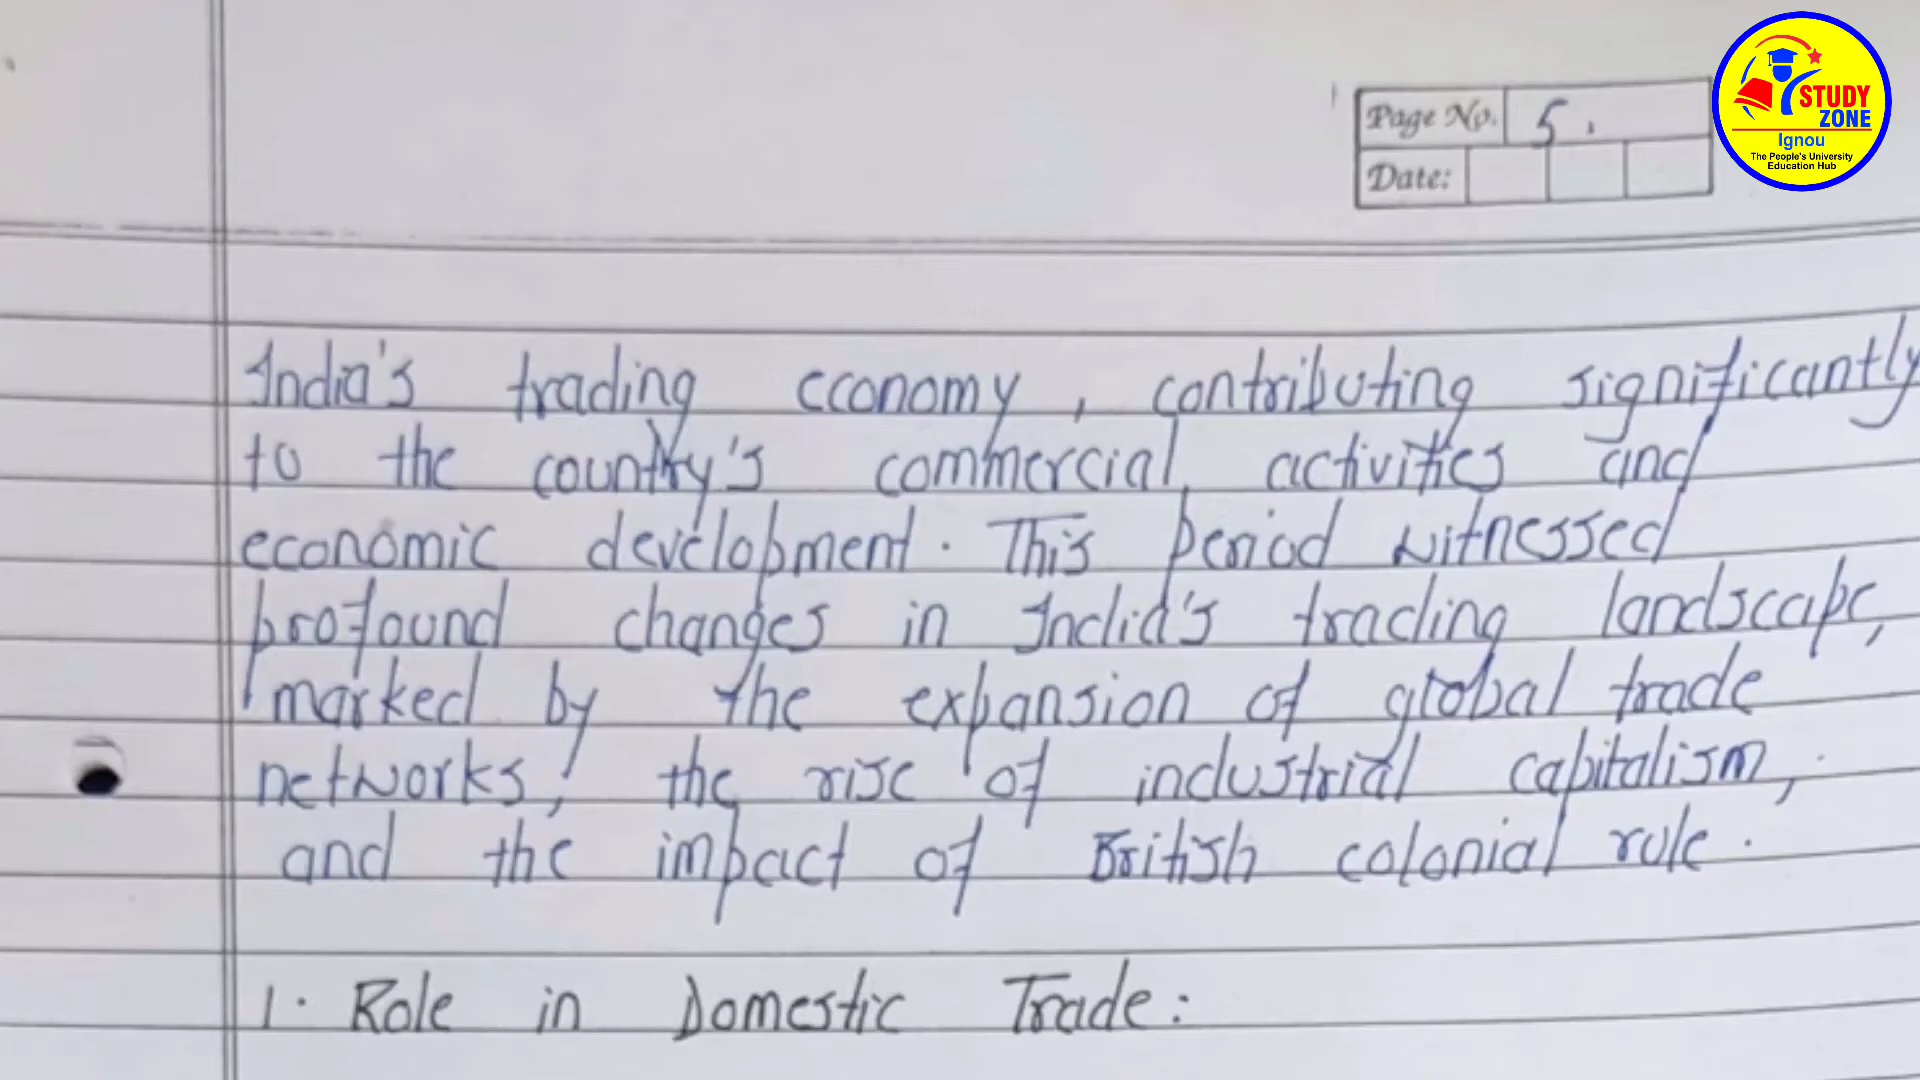 Page No. 5.
Date:
STUDY
ZONE
Ignou
The People's University
Education Hub
India's trading economy, contributing significantly
to the country's commercial activities and
economic development. This period witnessed
profound changes in India's trading landscape,
marked by the expansion of global trade
networks, the rise of industrial capitalism,
and the impact of British colonial rule.
1. Role in Domestic Trade: